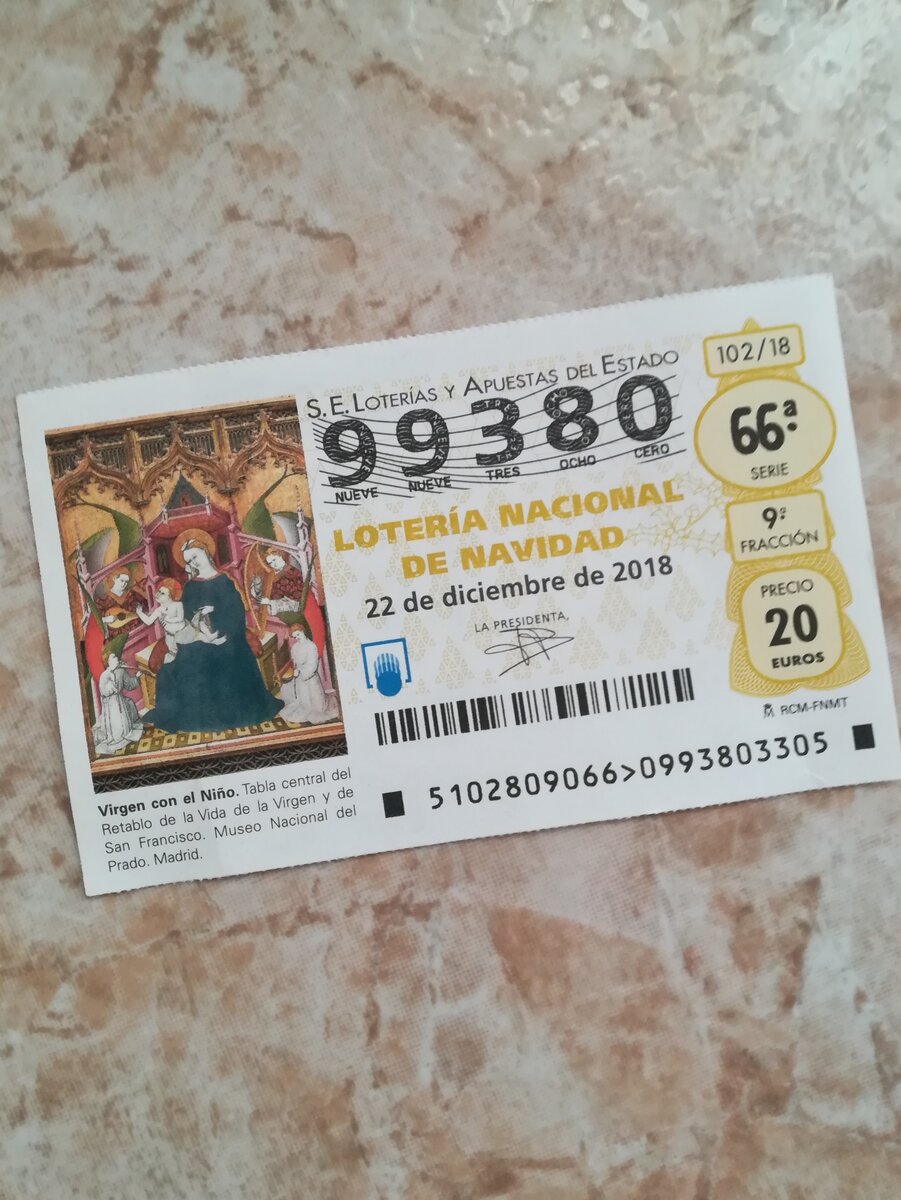 S. E. LOTERÍAS Y APUESTAS DEL ESTADO
99380
NUEVE NUEVE TRES OCHO CERO
LOTERÍA NACIONAL
DE NAVIDAD
22 de diciembre de 2018
LA PRESIDENTA,
102/18
66ª
SERIE
9ª
FRACCIÓN
PRECIO
20
EUROS
RCM-FNMT
5102809066>0993803305
Virgen con el Niño. Tabla central del
Retablo de la Vida de la Virgen y de
San Francisco. Museo Nacional del
Prado. Madrid.